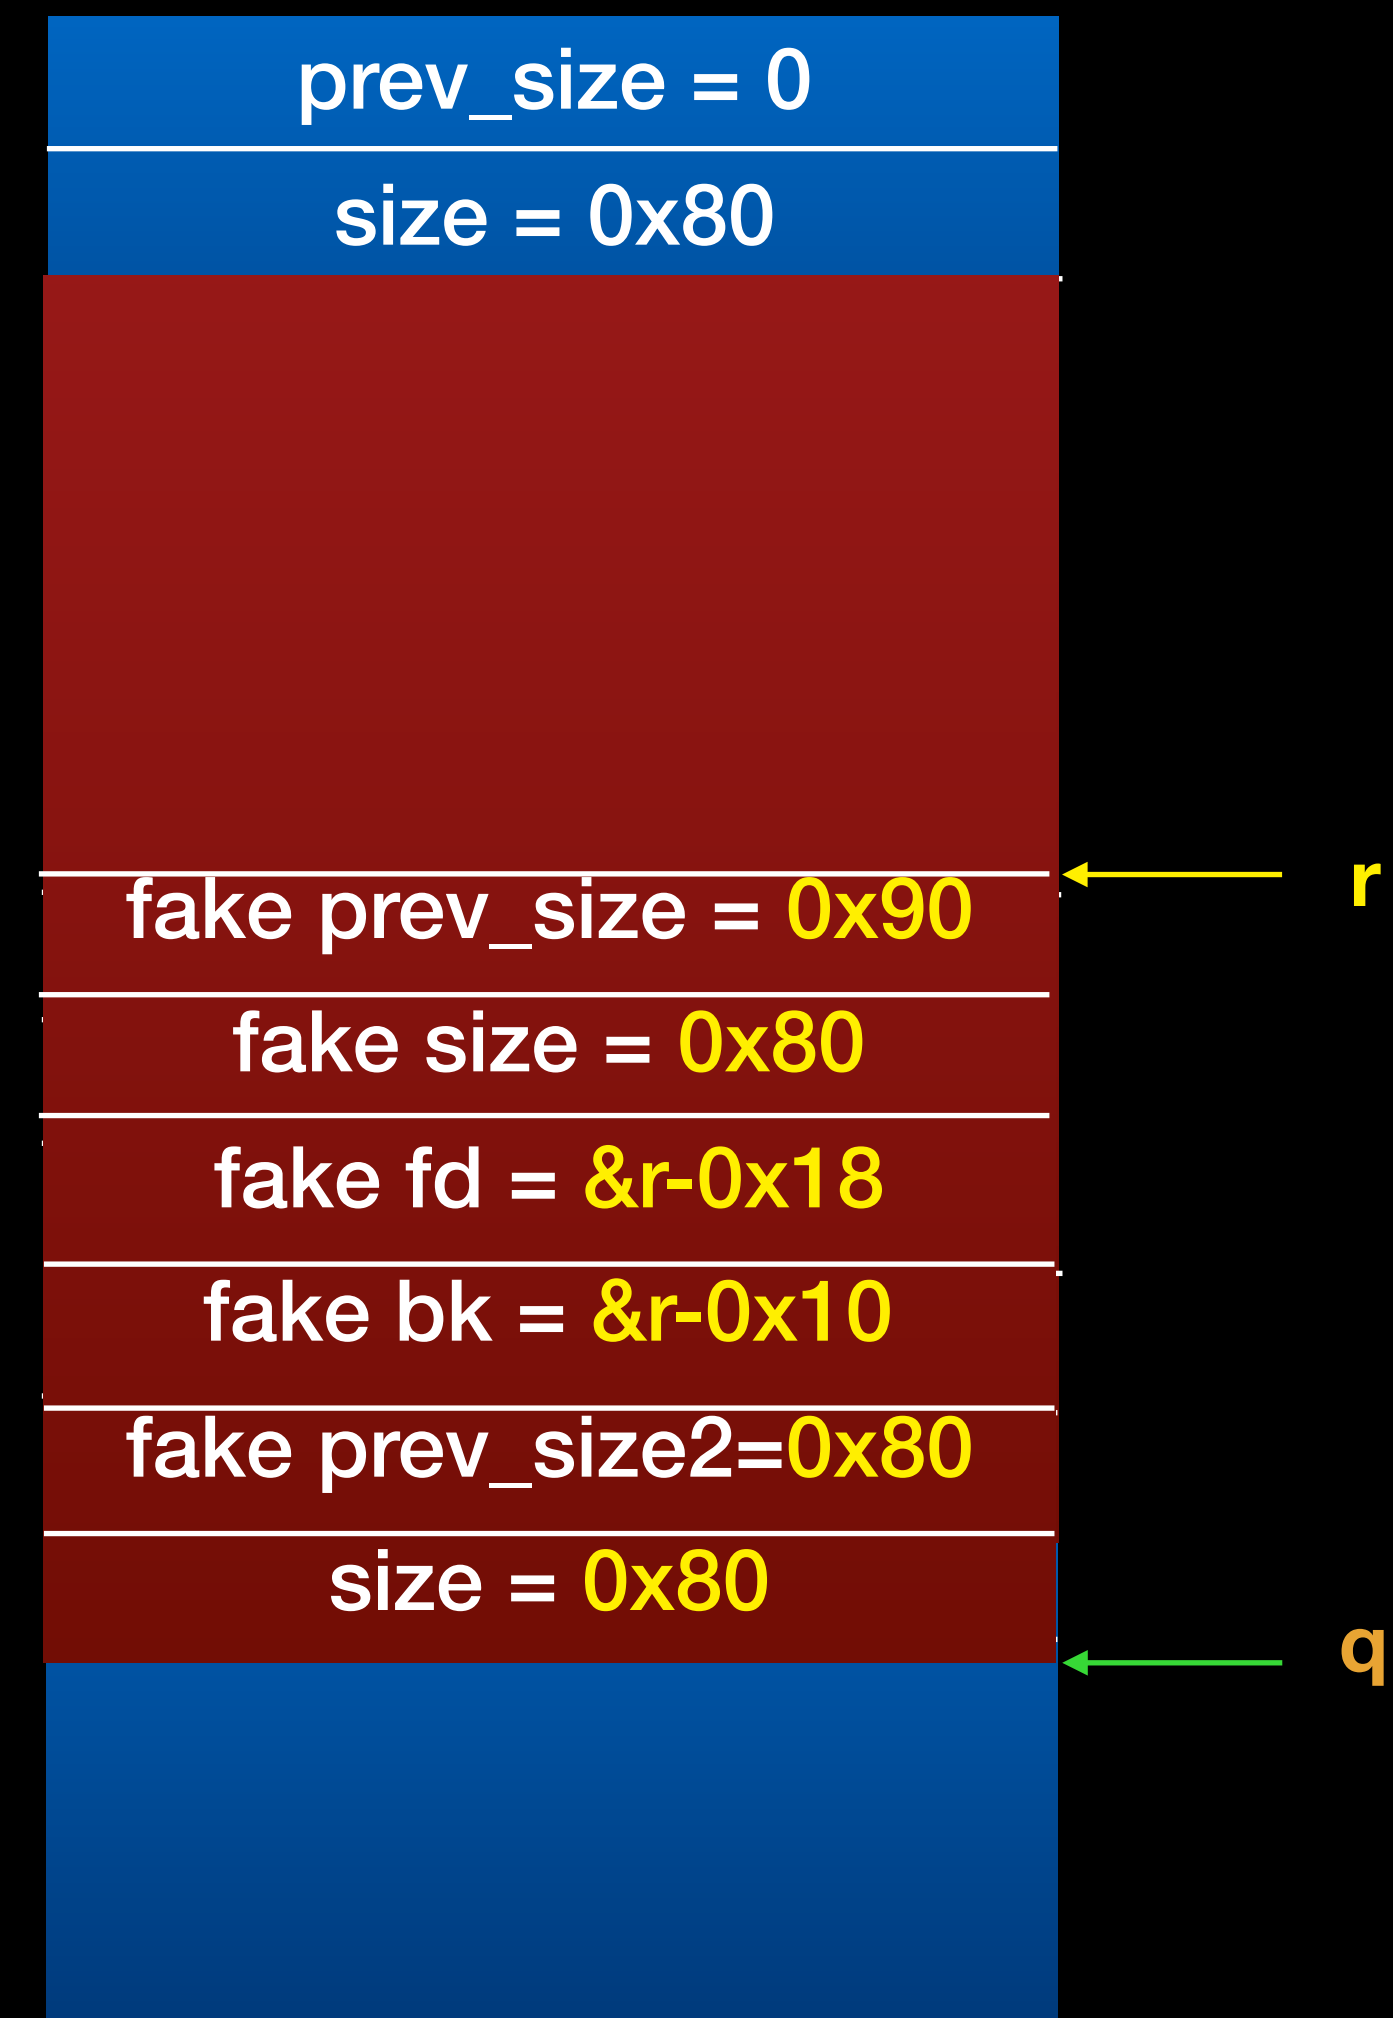 prev_size = 0
size = 0x80
r
fake prev_size = 0x90
fake size = 0x80
fake fd = &r-0x18
fake bk = &r-0x10
fake prev_size2=0x80
size = 0x80
q